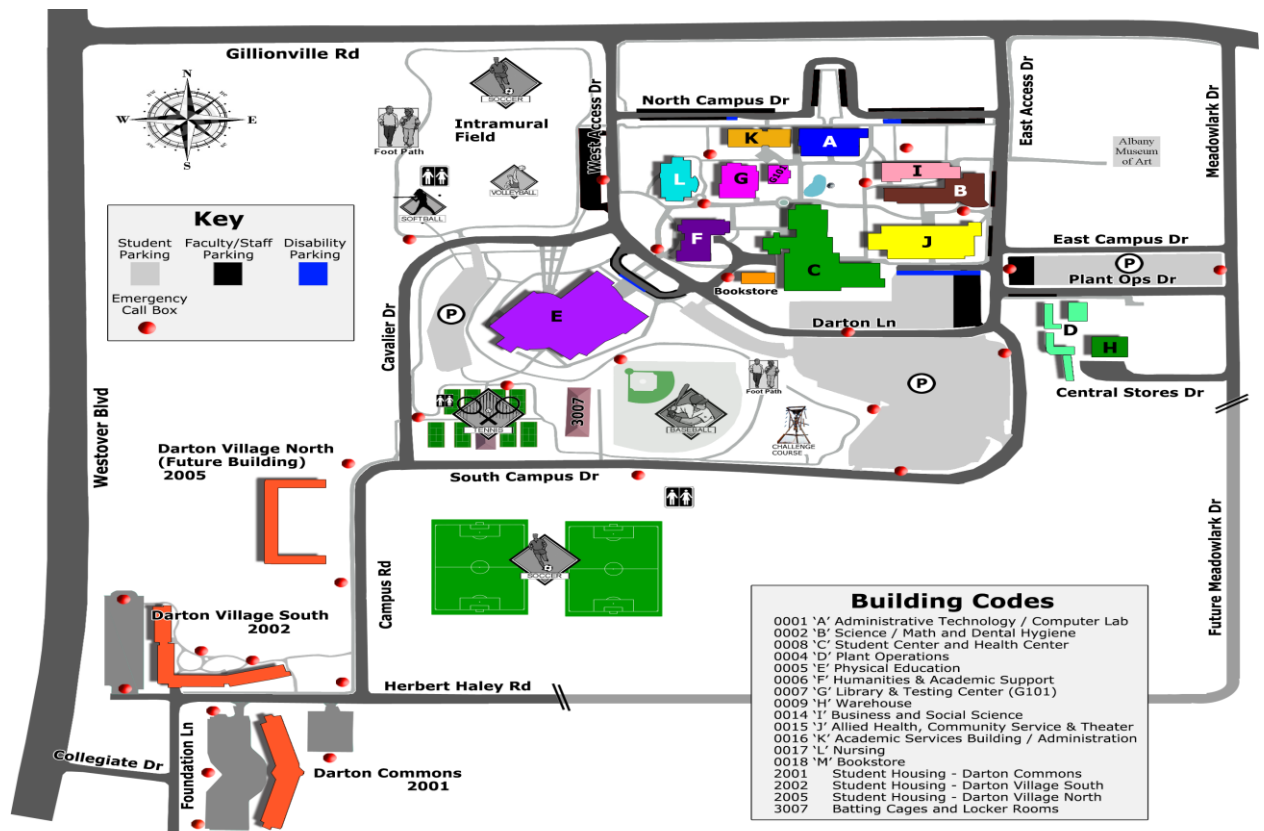 Gillionville Rd
N
W
E
S
SOCCER
Intramural
Field
Foot Path
VOLLEYBALL
SOFTBALL
West Access Dr
North Campus Dr
East Access Dr
Meadowlark Dr
Albany
Museum
of Art
K
A
L
G
G101
I
B
F
C
J
Bookstore
East Campus Dr
P
Plant Ops Dr
Key
Student
Parking
Faculty/Staff
Parking
Disability
Parking
Emergency
Call Box
E
P
Cavalier Dr
Darton Ln
D
H
Central Stores Dr
P
Foot Path
3007
TENNIS
BASEBALL
CHALLENGE
COURSE
Westover Blvd
Darton Village North
(Future Building)
2005
South Campus Dr
SOCCER
Campus Rd
Future Meadowlark Dr
Darton Village South
2002
Herbert Haley Rd
Collegiate Dr
Foundation Ln
Darton Commons
2001
Building Codes
0001 ‘A’ Administrative Technology / Computer Lab
0002 ‘B’ Science / Math and Dental Hygiene
0008 ‘C’ Student Center and Health Center
0004 ‘D’ Plant Operations
0005 ‘E’ Physical Education
0006 ‘F’ Humanities & Academic Support
0007 ‘G’ Library & Testing Center (G101)
0009 ‘H’ Warehouse
0014 ‘I’ Business and Social Science
0015 ‘J’ Allied Health, Community Service & Theater
0016 ‘K’ Academic Services Building / Administration
0017 ‘L’ Nursing
0018 ‘M’ Bookstore
2001 Student Housing - Darton Commons
2002 Student Housing - Darton Village South
2005 Student Housing - Darton Village North
3007 Batting Cages and Locker Rooms